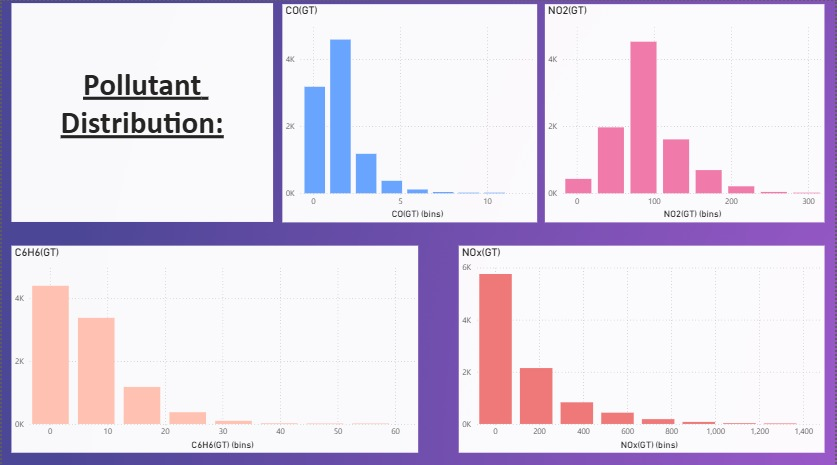 Pollutant
Distribution:
CO(GT)
4K
2K
0K
0 5 10
CO(GT) (bins)
NO2(GT)
4K
2K
0K
0 100 200 300
NO2(GT) (bins)
C6H6(GT)
4K
2K
0K
0 10 20 30 40 50 60
C6H6(GT) (bins)
NOx(GT)
6K
4K
2K
0K
0 200 400 600 800 1,000 1,200 1,400
NOx(GT) (bins)